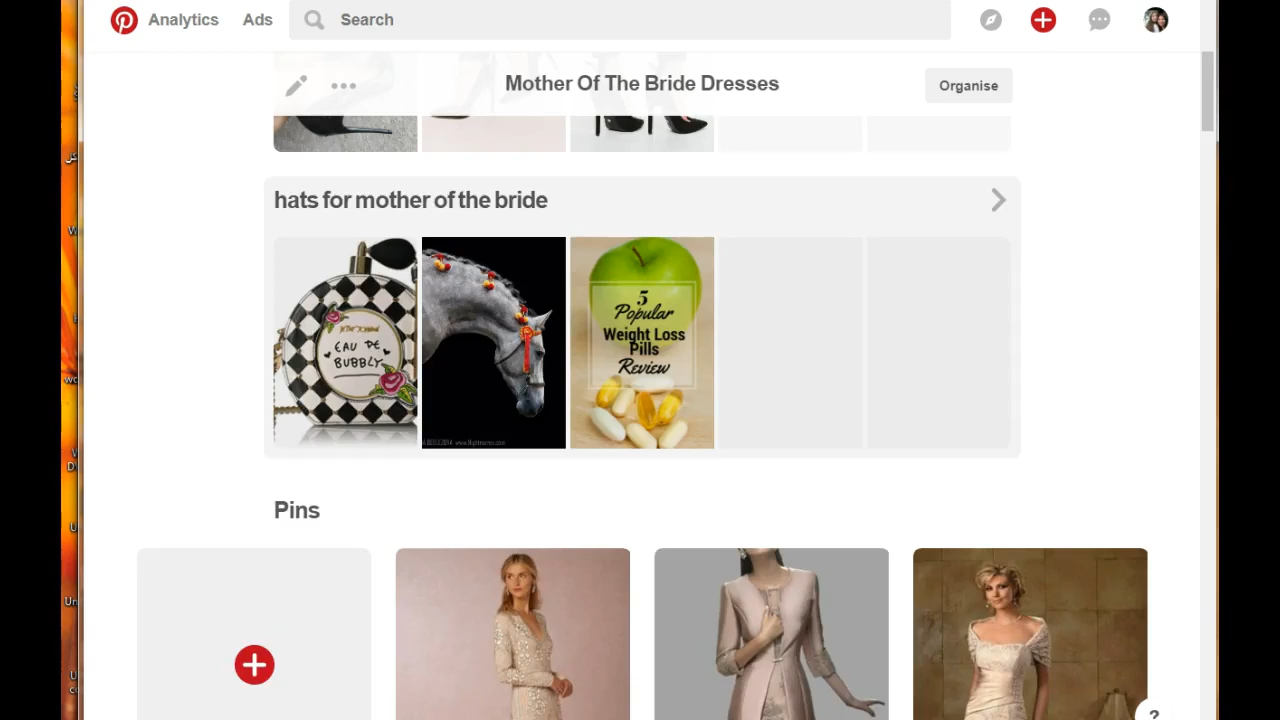 Analytics Ads Search
Mother Of The Bride Dresses
Organise
hats for mother of the bride
EAU DE
BUBBLY
5
Popular
Weight Loss
Pills
Review
Pins
?